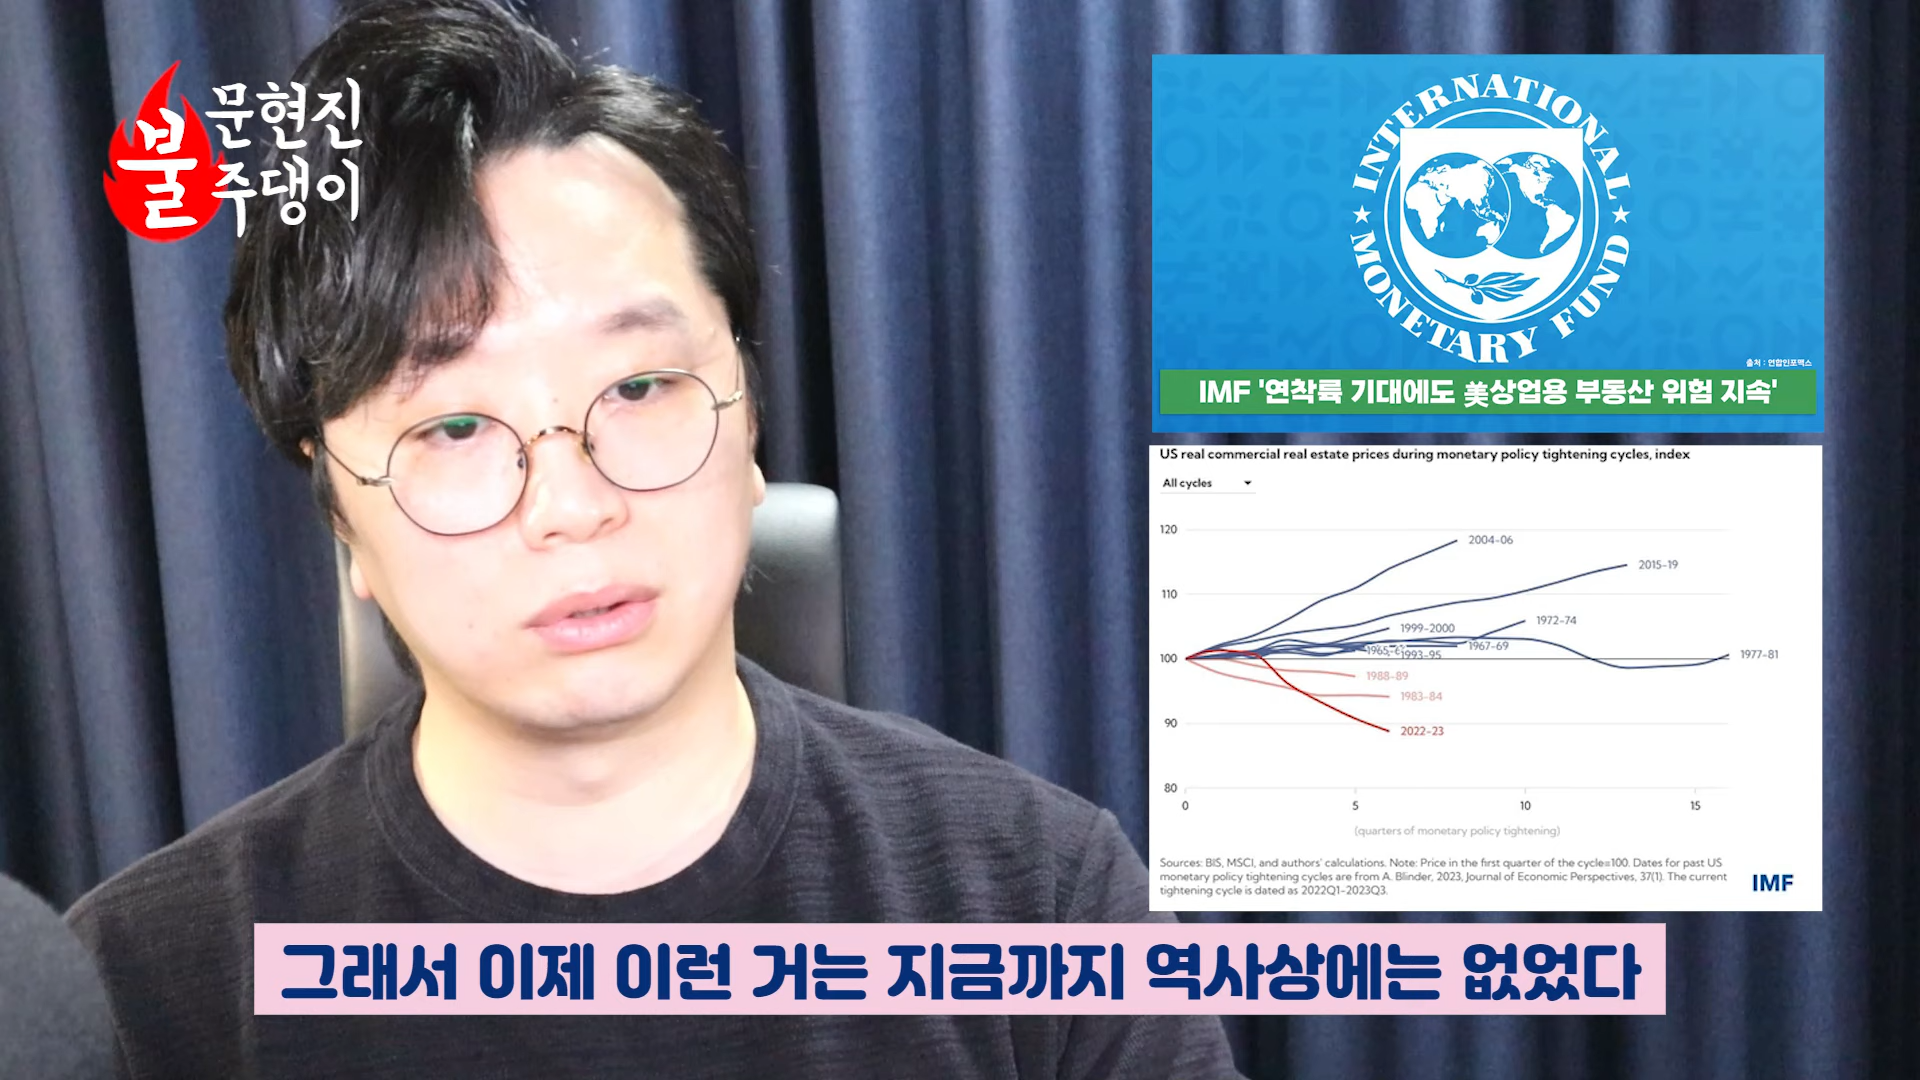 문현진
불주댕이
INTERNATIONAL
MONETARY FUND
출처 : 연합인포맥스
IMF '연착륙 기대에도 美상업용 부동산 위험 지속'
US real commercial real estate prices during monetary policy tightening cycles, index
All cycles
120
110
100
90
80
2004-06
2015-19
1972-74
1999-2000
1967-69
1993-95
1977-81
1988-89
1983-84
2022-23
0
5
10
15
(quarters of monetary policy tightening)
Sources: BIS, MSCI, and authors' calculations. Note: Price in the first quarter of the cycle=100. Dates for past US
monetary policy tightening cycles are from A. Blinder, 2023, Journal of Economic Perspectives, 37(1). The current
tightening cycle is dated as 2022Q1-2023Q3.
IMF
그래서 이제 이런 거는 지금까지 역사상에는 없었다